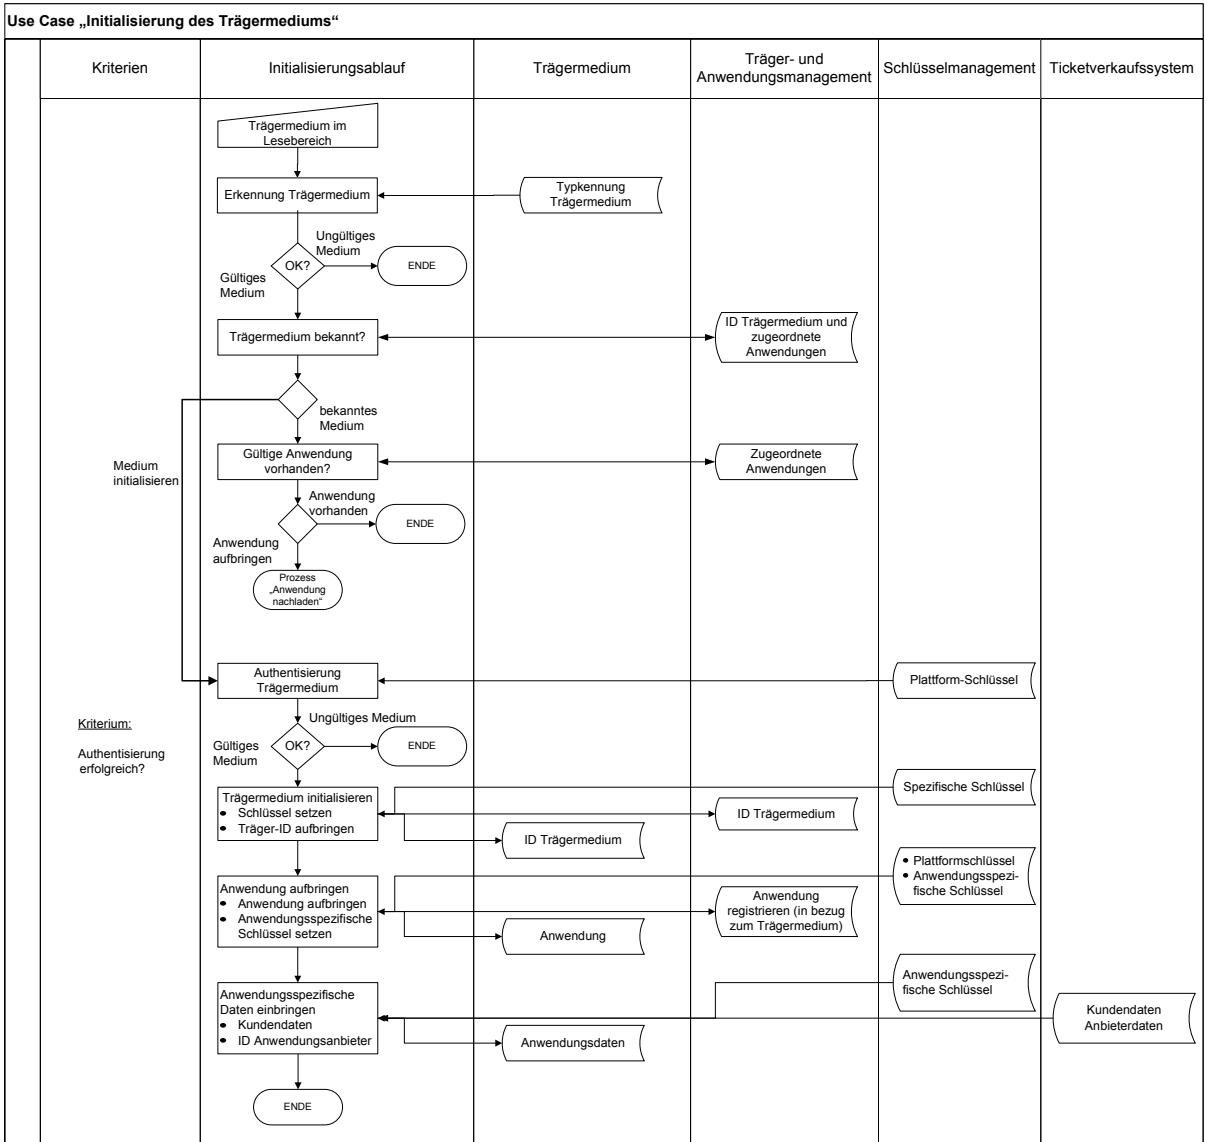 Use Case „Initialisierung des Trägermediums“
Kriterien
Initialisierungsablauf
Trägermedium
Träger- und
Anwendungsmanagement
Schlüsselmanagement
Ticketverkaufssystem
Trägermedium im
Lesebereich
Erkennung Trägermedium
Typkennung
Trägermedium
Ungültiges
Medium
OK?
ENDE
Gültiges
Medium
Trägermedium bekannt?
ID Trägermedium und
zugeordnete
Anwendungen
bekanntes
Medium
Medium
initialisieren
Gültige Anwendung
vorhanden?
Zugeordnete
Anwendungen
Anwendung
vorhanden
ENDE
Anwendung
aufbringen
Prozess
„Anwendung
nachladen“
Authentisierung
Trägermedium
Plattform-Schlüssel
Kriterium:
Authentisierung
erfolgreich?
Ungültiges Medium
Gültiges
Medium
OK?
ENDE
Trägermedium initialisieren
• Schlüssel setzen
• Träger-ID aufbringen
Spezifische Schlüssel
ID Trägermedium
ID Trägermedium
Anwendung aufbringen
• Anwendung aufbringen
• Anwendungsspezifische
Schlüssel setzen
• Plattformschlüssel
• Anwendungsspezi-
fische Schlüssel
Anwendung
registrieren (in bezug
zum Trägermedium)
Anwendung
Anwendungsspezifische
Daten einbringen
• Kundendaten
• ID Anwendungsanbieter
Anwendungsspezi-
fische Schlüssel
Kundendaten
Anbieterdaten
Anwendungsdaten
ENDE